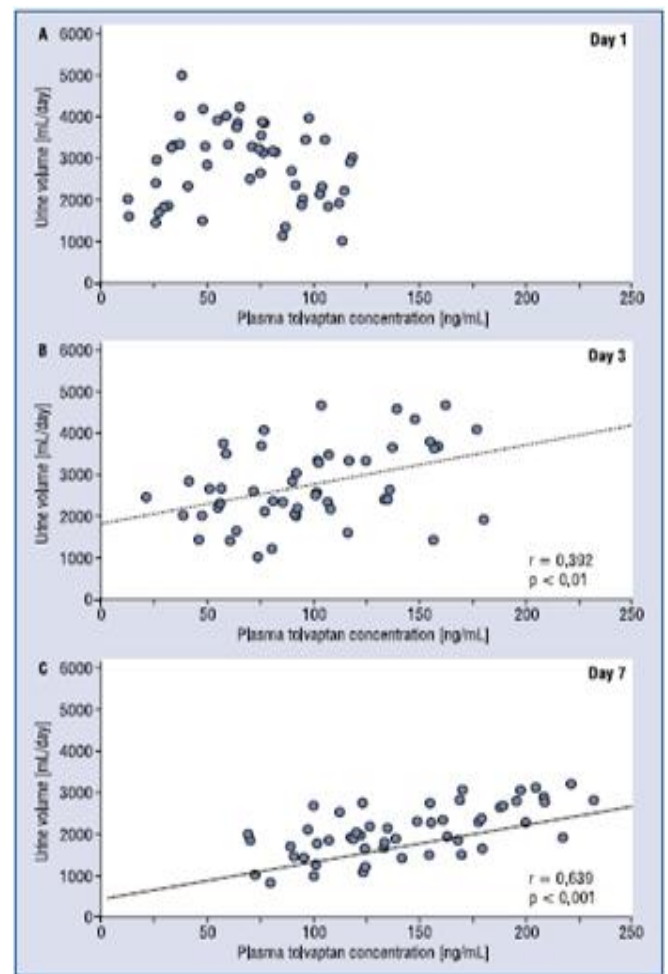 A
Day 1
6000
5000
4000
3000
2000
1000
0
Urine volume [mL/day]
0 50 100 150 200 250
Plasma tolvaptan concentration [ng/mL]
B
Day 3
6000
5000
4000
3000
2000
1000
0
Urine volume [mL/day]
r = 0,392
p < 0,01
0 50 100 150 200 250
Plasma tolvaptan concentration [ng/mL]
C
Day 7
6000
5000
4000
3000
2000
1000
0
Urine volume [mL/day]
r = 0,639
p < 0,001
0 50 100 150 200 250
Plasma tolvaptan concentration [ng/mL]